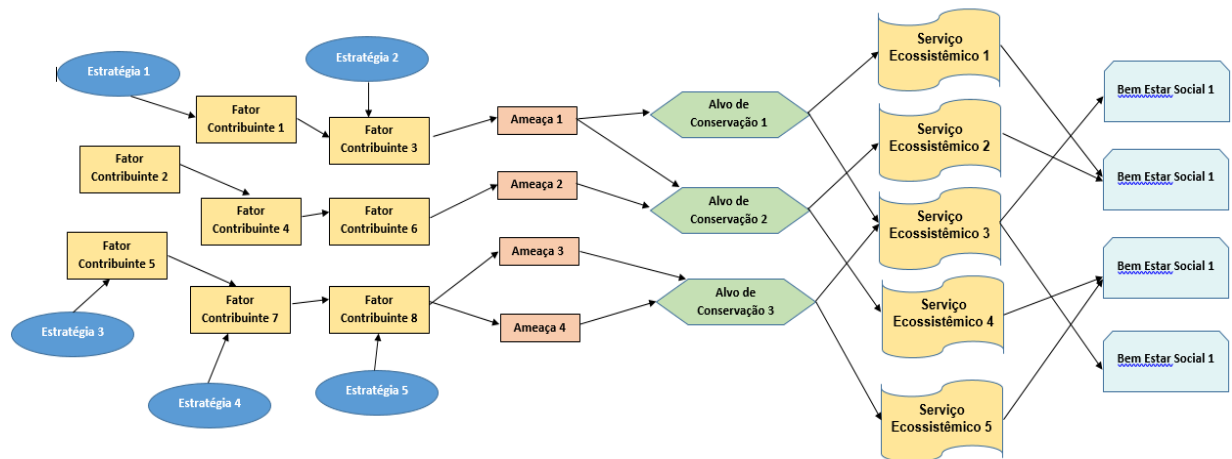 Estratégia 1
Estratégia 2
Fator
Contribuinte 1
Fator
Contribuinte 3
Fator
Contribuinte 2
Fator
Contribuinte 4
Fator
Contribuinte 6
Fator
Contribuinte 5
Fator
Contribuinte 7
Fator
Contribuinte 8
Estratégia 3
Estratégia 4
Estratégia 5
Ameaça 1
Ameaça 2
Ameaça 3
Ameaça 4
Alvo de
Conservação 1
Alvo de
Conservação 2
Alvo de
Conservação 3
Serviço
Ecossistêmico 1
Serviço
Ecossistêmico 2
Serviço
Ecossistêmico 3
Serviço
Ecossistêmico 4
Serviço
Ecossistêmico 5
Bem Estar Social 1
Bem Estar Social 1
Bem Estar Social 1
Bem Estar Social 1